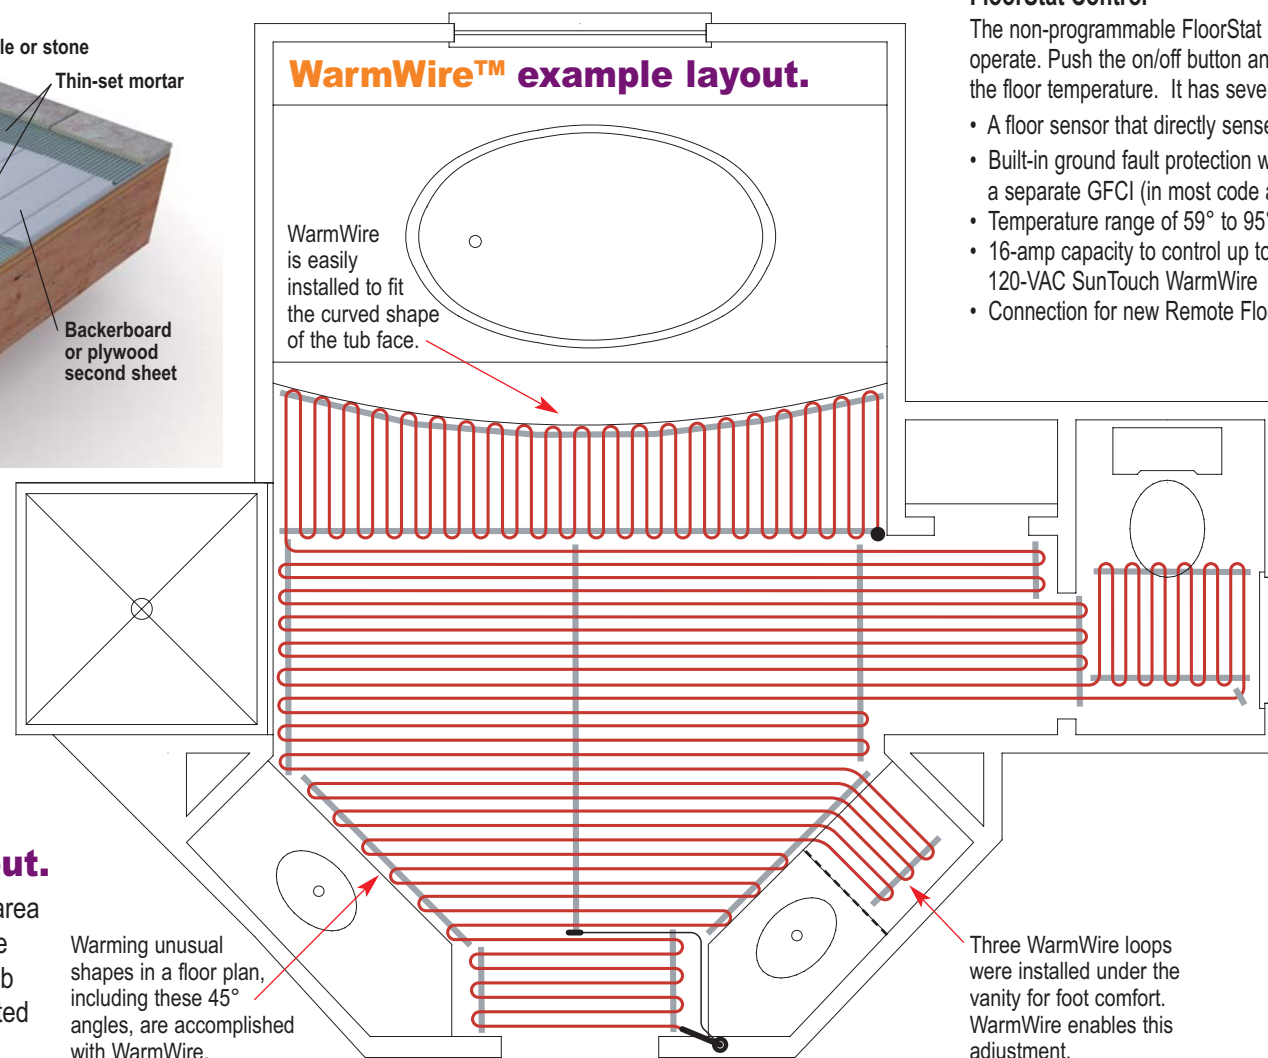 le or stone
Thin-set mortar
Backerboard
or plywood
second sheet
WarmWire™ example layout.
WarmWire
is easily
installed to fit
the curved shape
of the tub face.
FloorStat Control
The non-programmable FloorStat
operate. Push the on/off button an
the floor temperature. It has seve
• A floor sensor that directly sense
• Built-in ground fault protection w
a separate GFCI (in most code a
• Temperature range of 59° to 95°
• 16-amp capacity to control up to
120-VAC SunTouch WarmWire
• Connection for new Remote Floo
out.
area
e
b
ted
Warming unusual
shapes in a floor plan,
including these 45°
angles, are accomplished
with WarmWire.
Three WarmWire loops
were installed under the
vanity for foot comfort.
WarmWire enables this
adjustment.